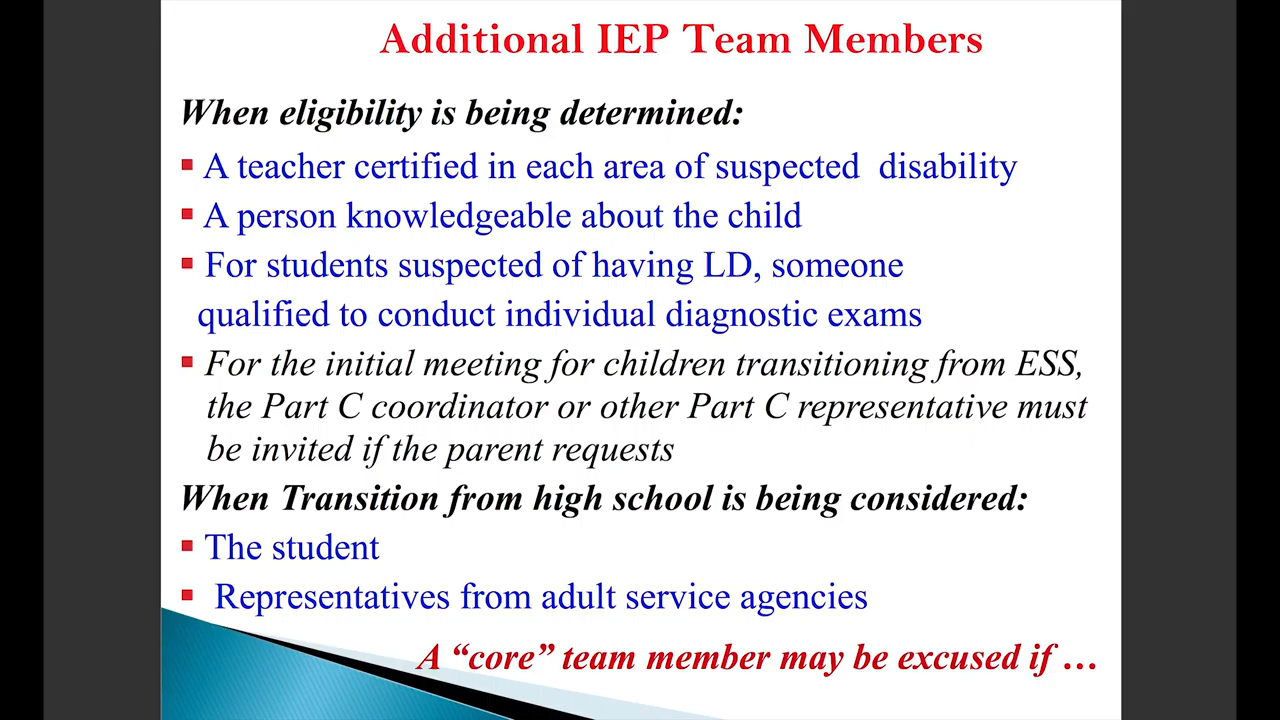 Additional IEP Team Members
When eligibility is being determined:
▪ A teacher certified in each area of suspected disability
▪ A person knowledgeable about the child
▪ For students suspected of having LD, someone
qualified to conduct individual diagnostic exams
▪ For the initial meeting for children transitioning from ESS,
the Part C coordinator or other Part C representative must
be invited if the parent requests
When Transition from high school is being considered:
▪ The student
▪ Representatives from adult service agencies
A “core” team member may be excused if …